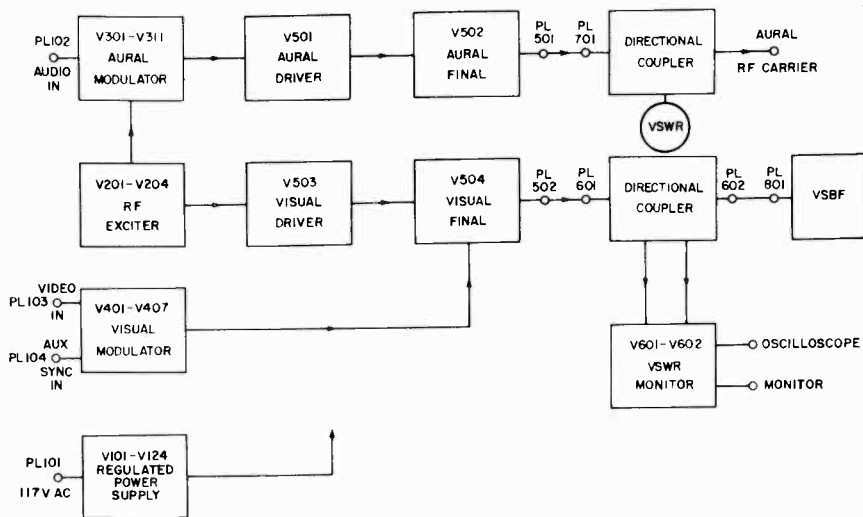 PL102
AUDIO
IN
V301-V311
AURAL
MODULATOR
V501
AURAL
DRIVER
V502
AURAL
FINAL
PL
501
PL
701
DIRECTIONAL
COUPLER
AURAL
RF CARRIER
VSWR
V201-V204
RF
EXCITER
V503
VISUAL
DRIVER
V504
VISUAL
FINAL
PL
502
PL
601
DIRECTIONAL
COUPLER
PL
602
PL
801
VSBF
VIDEO
PL103
IN
AUX
PL104
SYNC
IN
V401-V407
VISUAL
MODULATOR
V601-V602
VSWR
MONITOR
OSCILLOSCOPE
MONITOR
PL101
117V AC
V101-V124
REGULATED
POWER
SUPPLY